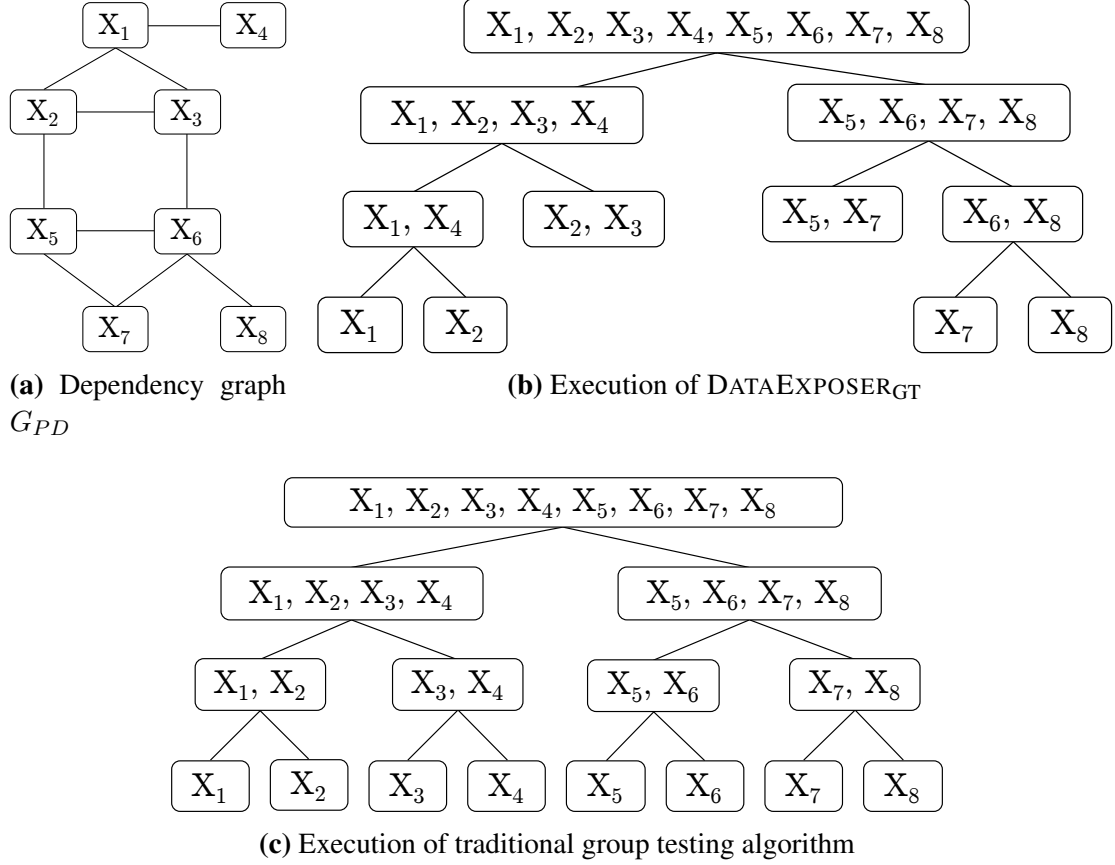 X₁ X₄
X₂ X₃
X₅ X₆
X₇ X₈
(a) Dependency graph
G_PD
X₁, X₂, X₃, X₄, X₅, X₆, X₇, X₈
X₁, X₂, X₃, X₄ X₅, X₆, X₇, X₈
X₁, X₄ X₂, X₃ X₅, X₇ X₆, X₈
X₁ X₂ X₇ X₈
(b) Execution of DATAEXPOSER_GT
X₁, X₂, X₃, X₄, X₅, X₆, X₇, X₈
X₁, X₂, X₃, X₄ X₅, X₆, X₇, X₈
X₁, X₂ X₃, X₄ X₅, X₆ X₇, X₈
X₁ X₂ X₃ X₄ X₅ X₆ X₇ X₈
(c) Execution of traditional group testing algorithm